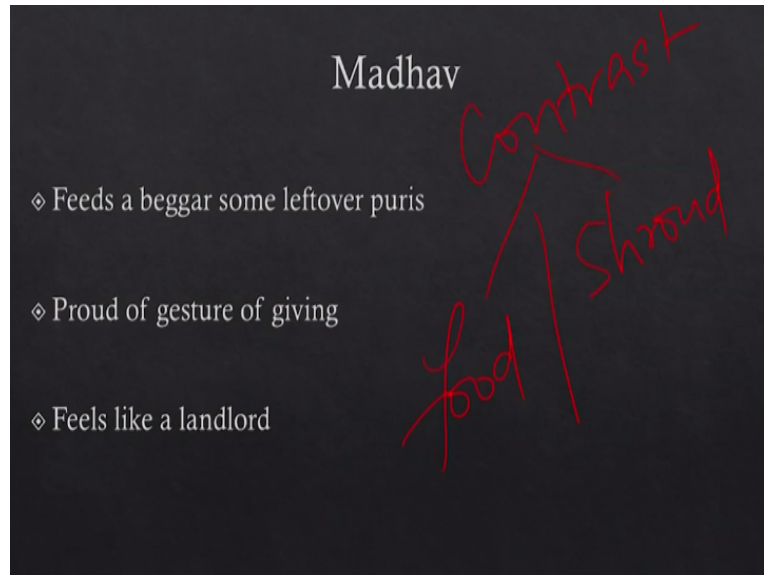 Madhav
Contrast
food
Shroud
❖ Feeds a beggar some leftover puris
❖ Proud of gesture of giving
❖ Feels like a landlord